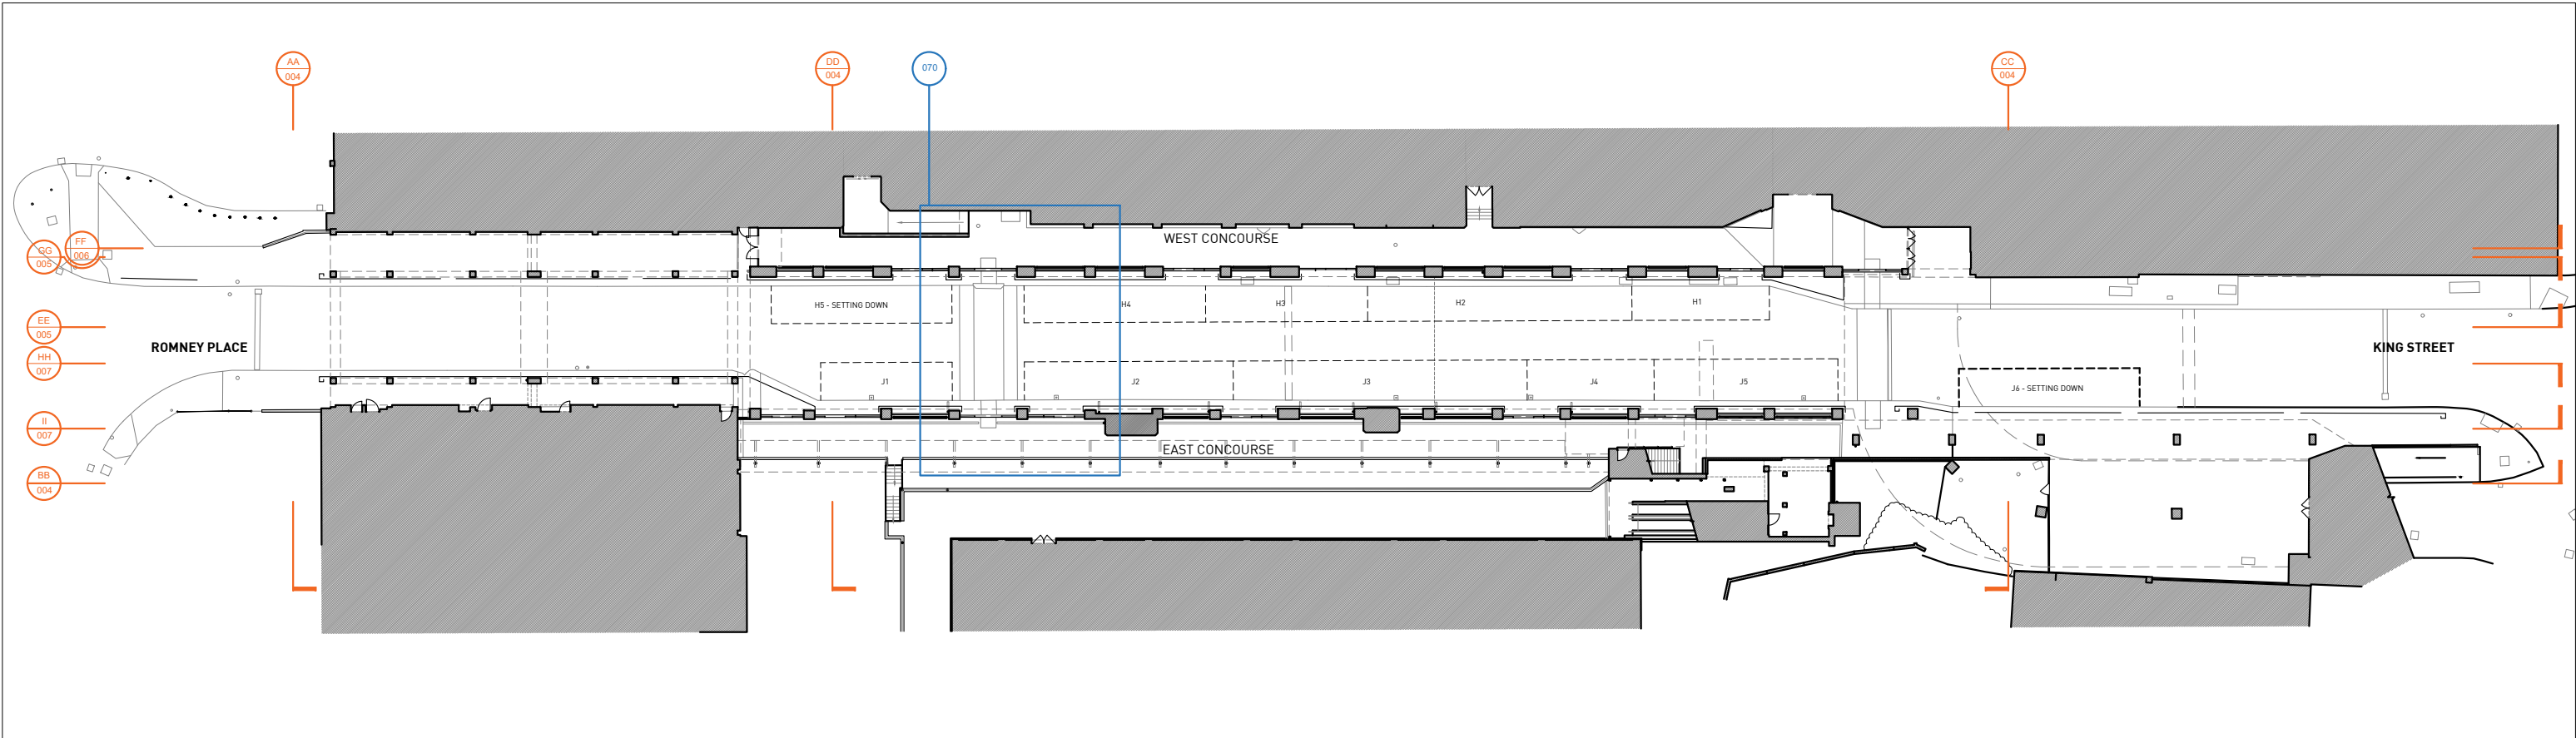 AA
004
DD
004
070
CC
004
WEST CONCOURSE
FF
006
GG
005
H5 - SETTING DOWN
H4
H3
H2
H1
EE
005
ROMNEY PLACE
KING STREET
HH
007
J1
J2
J3
J4
J5
J6 - SETTING DOWN
II
007
EAST CONCOURSE
BB
004